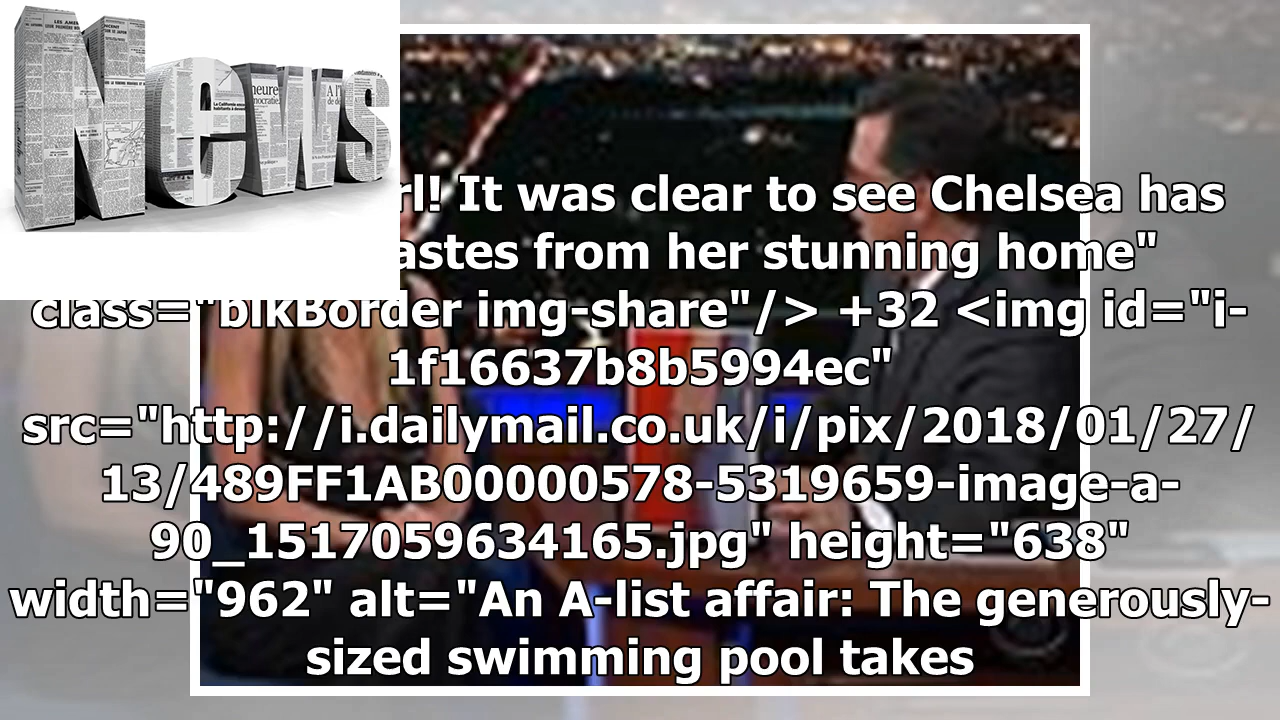 News
rl! It was clear to see Chelsea has
astes from her stunning home"
class="blkBorder img-share"/> +32 <img id="i-
1f16637b8b5994ec"
src="http://i.dailymail.co.uk/i/pix/2018/01/27/
13/489FF1AB00000578-5319659-image-a-
90_1517059634165.jpg" height="638"
width="962" alt="An A-list affair: The generously-
sized swimming pool takes